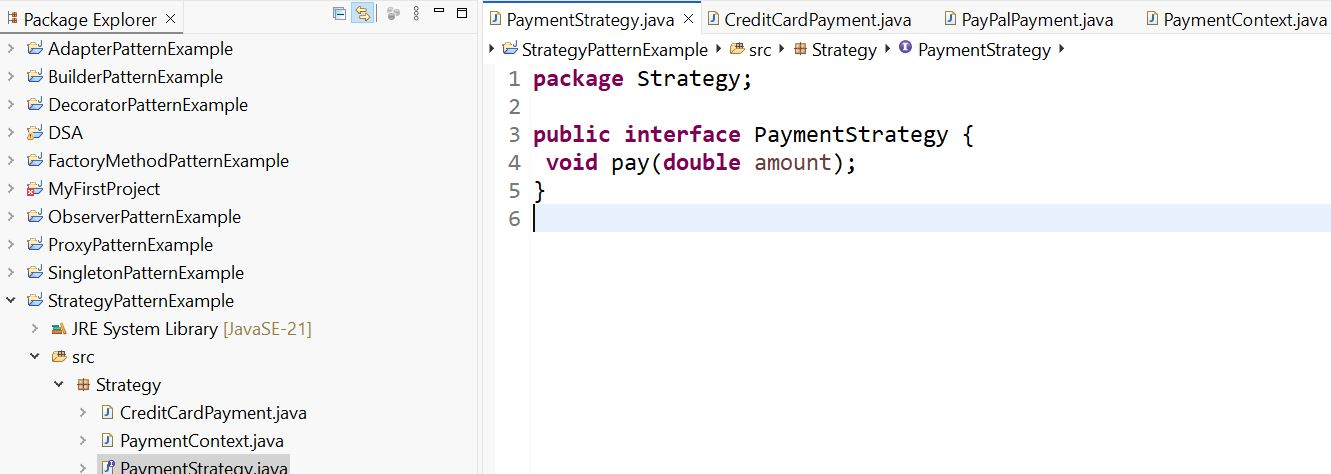 Package Explorer
AdapterPatternExample
BuilderPatternExample
DecoratorPatternExample
DSA
FactoryMethodPatternExample
MyFirstProject
ObserverPatternExample
ProxyPatternExample
SingletonPatternExample
StrategyPatternExample
JRE System Library [JavaSE-21]
src
Strategy
CreditCardPayment.java
PaymentContext.java
PaymentStrategy.java
PaymentStrategy.java CreditCardPayment.java PayPalPayment.java PaymentContext.java
StrategyPatternExample src Strategy PaymentStrategy
1 package Strategy;
2
3 public interface PaymentStrategy {
4 void pay(double amount);
5 }
6